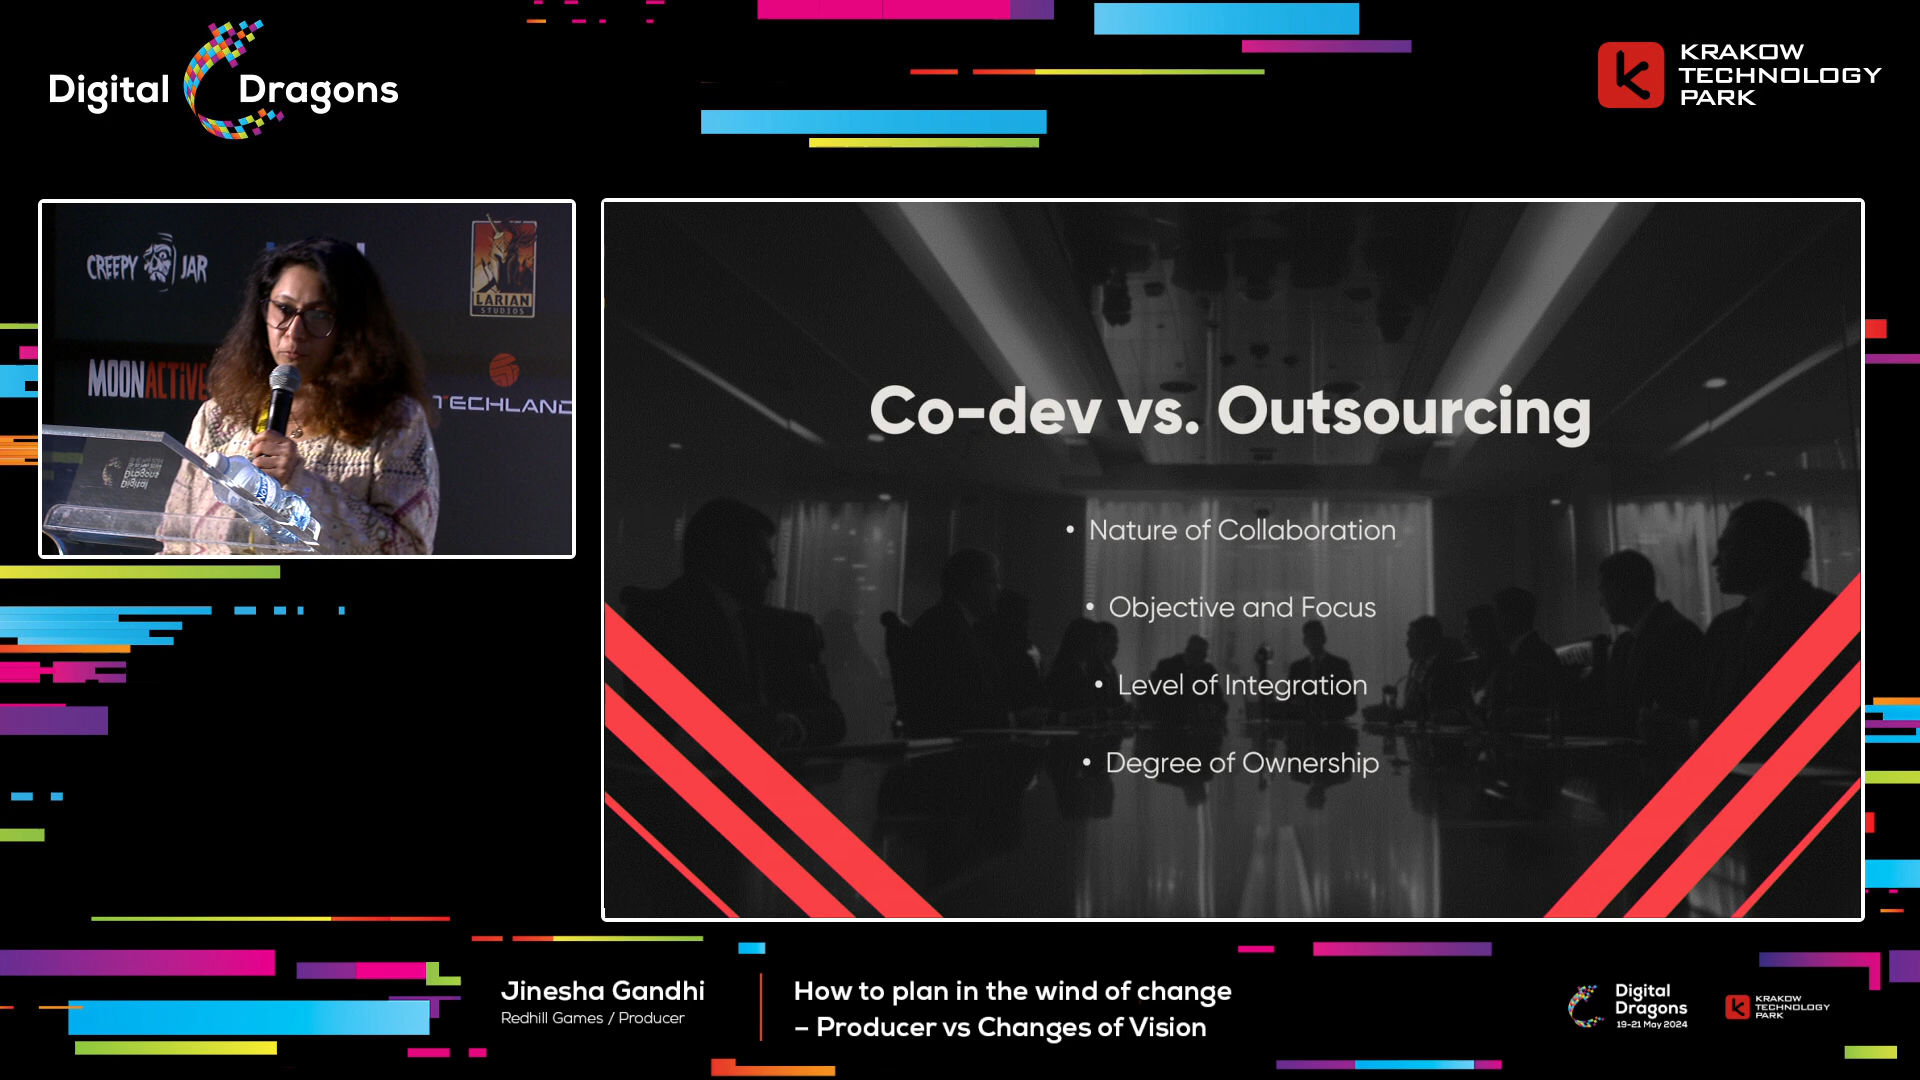 Digital Dragons
KRAKOW
TECHNOLOGY
PARK
CREEPY JAR
LARIAN
STUDIOS
MOONACTIVE
TECHLAND
Co-dev vs. Outsourcing
• Nature of Collaboration
• Objective and Focus
• Level of Integration
• Degree of Ownership
Jinesha Gandhi
Redhill Games / Producer
How to plan in the wind of change
– Producer vs Changes of Vision
Digital
Dragons
19-21 May 2024
KRAKOW
TECHNOLOGY
PARK